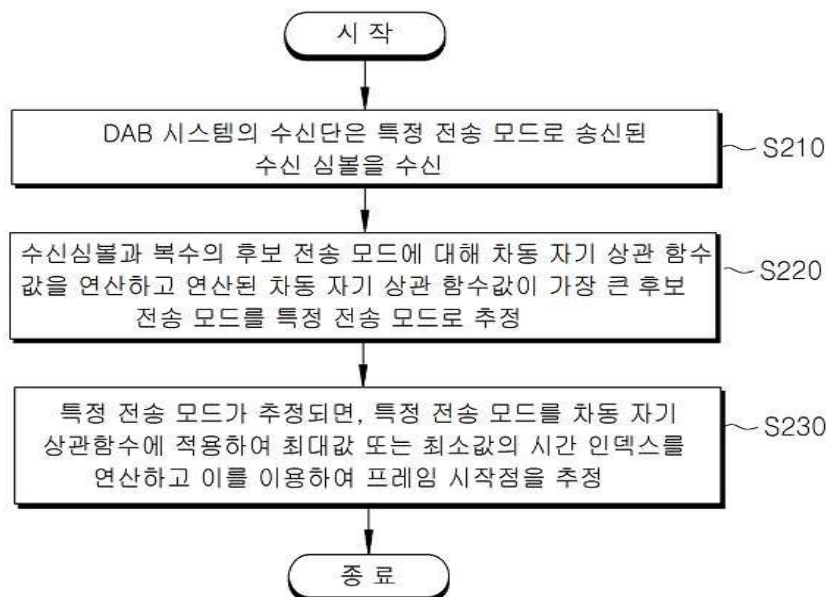 시 작
DAB 시스템의 수신단은 특정 전송 모드로 송신된
수신 심볼을 수신
S210
수신심볼과 복수의 후보 전송 모드에 대해 차동 자기 상관 함수
값을 연산하고 연산된 차동 자기 상관 함수값이 가장 큰 후보
전송 모드를 특정 전송 모드로 추정
S220
특정 전송 모드가 추정되면, 특정 전송 모드를 차동 자기
상관함수에 적용하여 최대값 또는 최소값의 시간 인덱스를
연산하고 이를 이용하여 프레임 시작점을 추정
S230
종 료